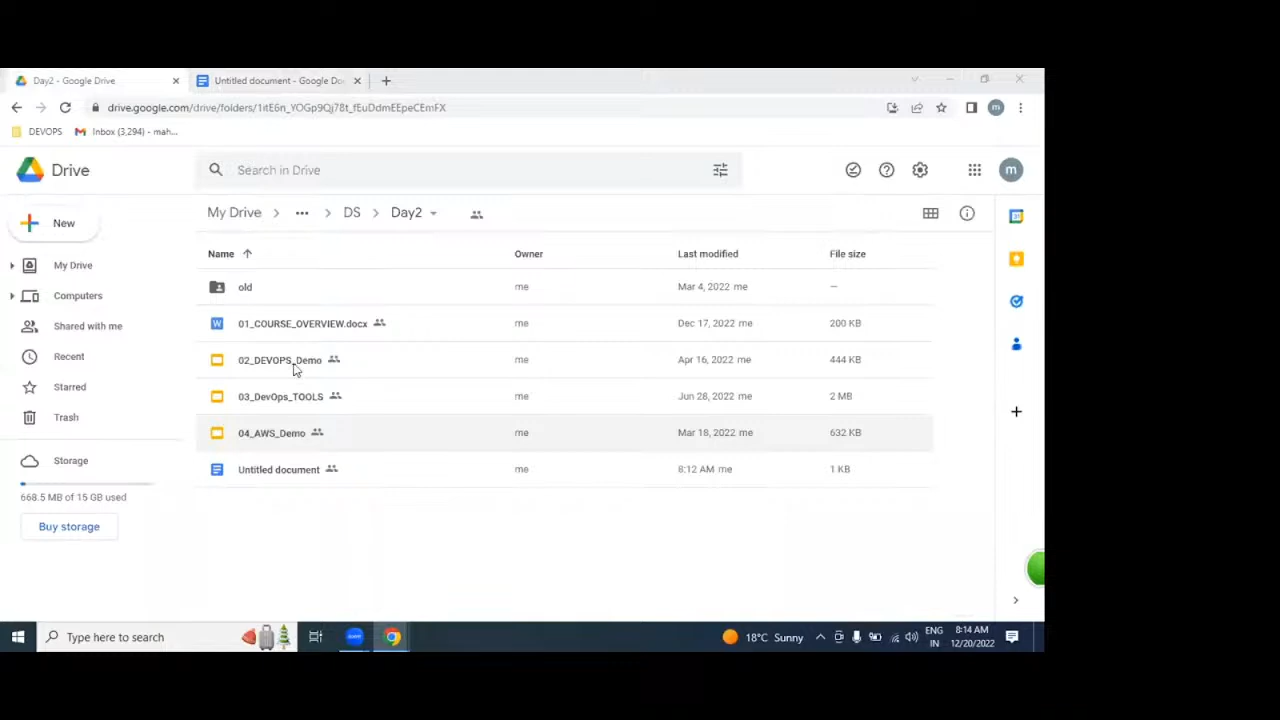 Day2 - Google Drive
Untitled document - Google Do
drive.google.com/drive/folders/1itE6n_YOGp9Qj78t_fEuDdmEEpeCEmFX
DEVOPS Inbox (3,294) - mah...
Drive
Search in Drive
m
New
My Drive
Computers
Shared with me
Recent
Starred
Trash
Storage
668.5 MB of 15 GB used
Buy storage
My Drive > ... > DS > Day2
Name Owner Last modified File size
old me Mar 4, 2022 me —
01_COURSE_OVERVIEW.docx me Dec 17, 2022 me 200 KB
02_DEVOPS_Demo me Apr 16, 2022 me 444 KB
03_DevOps_TOOLS me Jun 28, 2022 me 2 MB
04_AWS_Demo me Mar 18, 2022 me 632 KB
Untitled document me 8:12 AM me 1 KB
Type here to search
18°C Sunny
ENG
IN
8:14 AM
12/20/2022